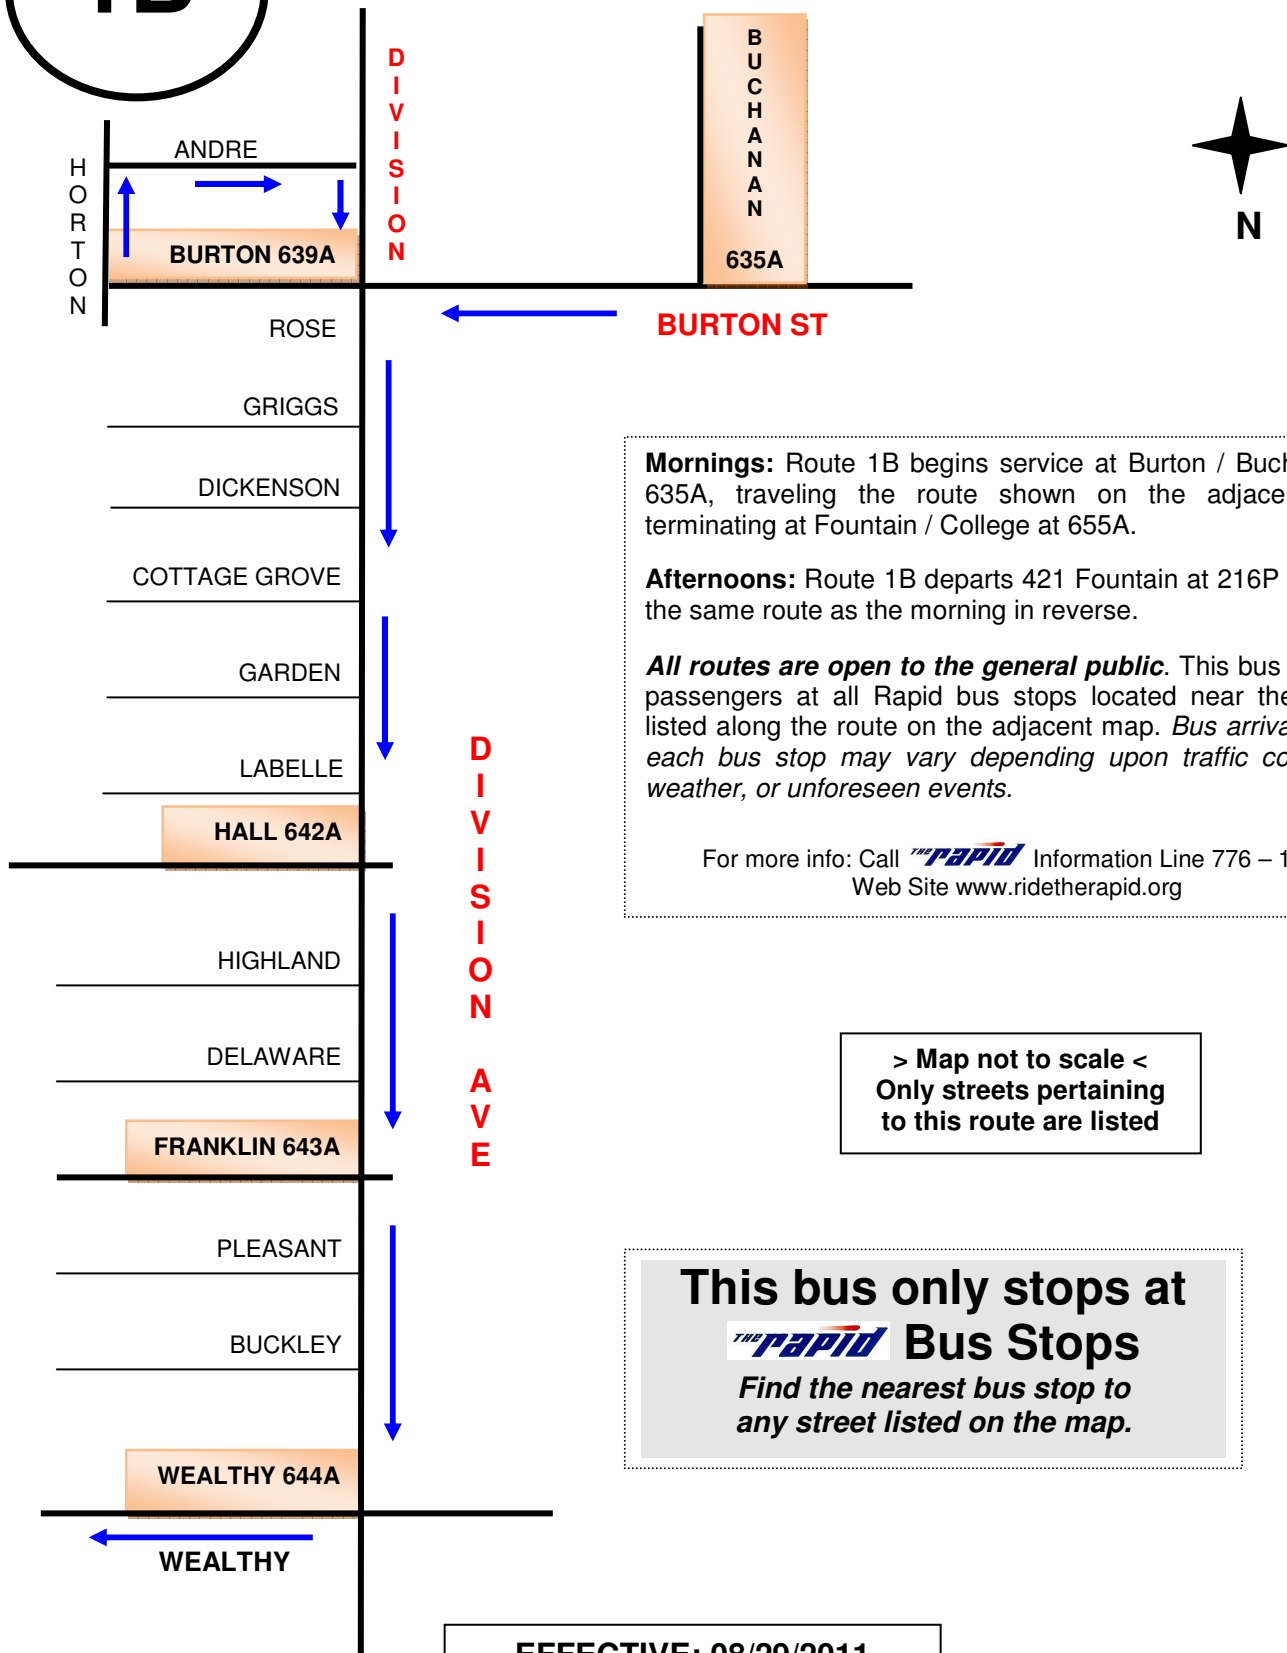 1B
DIVISION
BUCHANAN
635A
N
ANDRE
HORTON
BURTON 639A
BURTON ST
ROSE
GRIGGS
DICKENSON
COTTAGE GROVE
GARDEN
LABELLE
HALL 642A
DIVISION AVE
HIGHLAND
DELAWARE
FRANKLIN 643A
PLEASANT
BUCKLEY
WEALTHY 644A
WEALTHY
Mornings: Route 1B begins service at Burton / Buch
635A, traveling the route shown on the adjace
terminating at Fountain / College at 655A.
Afternoons: Route 1B departs 421 Fountain at 216P
the same route as the morning in reverse.
All routes are open to the general public. This bus
passengers at all Rapid bus stops located near the
listed along the route on the adjacent map. Bus arriva
each bus stop may vary depending upon traffic co
weather, or unforeseen events.
For more info: Call THE rapid Information Line 776 – 1
Web Site www.ridetherapid.org
> Map not to scale <
Only streets pertaining
to this route are listed
This bus only stops at
THE rapid Bus Stops
Find the nearest bus stop to
any street listed on the map.
EFFECTIVE: 08/29/2011